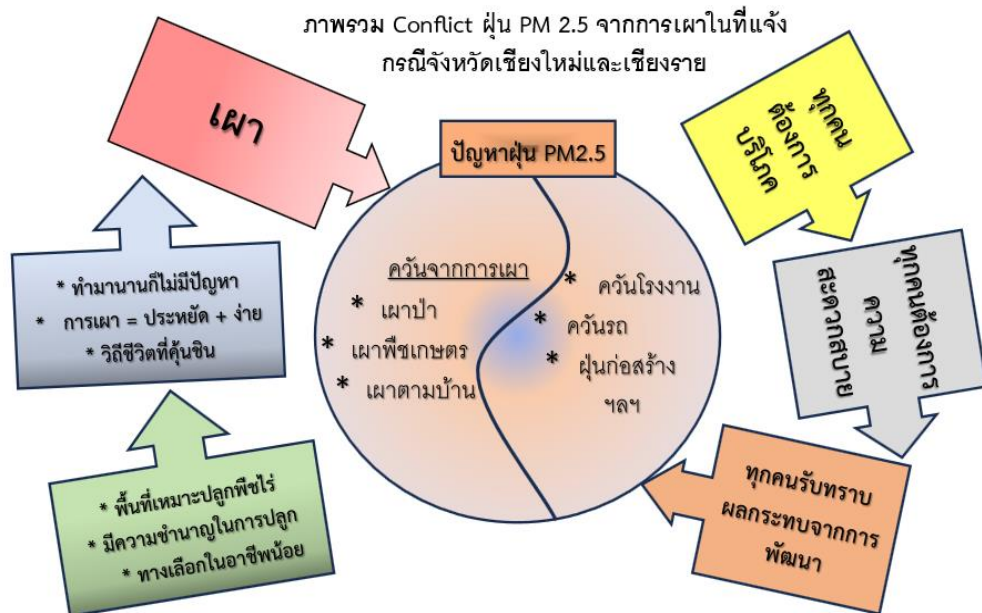 ภาพรวม Conflict ฝุ่น PM 2.5 จากการเผาในที่แจ้ง
กรณีจังหวัดเชียงใหม่และเชียงราย
เผา
* ทำมานานก็ไม่มีปัญหา
* การเผา = ประหยัด + ง่าย
* วิถีชีวิตที่คุ้นชิน
* พื้นที่เหมาะปลูกพืชไร่
* มีความชำนาญในการปลูก
* ทางเลือกในอาชีพน้อย
ปัญหาฝุ่น PM2.5
ควันจากการเผา
* เผาป่า
* เผาพืชเกษตร
* เผาตามบ้าน
* ควันโรงงาน
* ควันรถ
* ฝุ่นก่อสร้าง
ฯลฯ
ทุกคน
ต้องการ
บริโภค
ทุกคนต้องการ
ความ
สะดวกสบาย
ทุกคนรับทราบ
ผลกระทบจากการ
พัฒนา